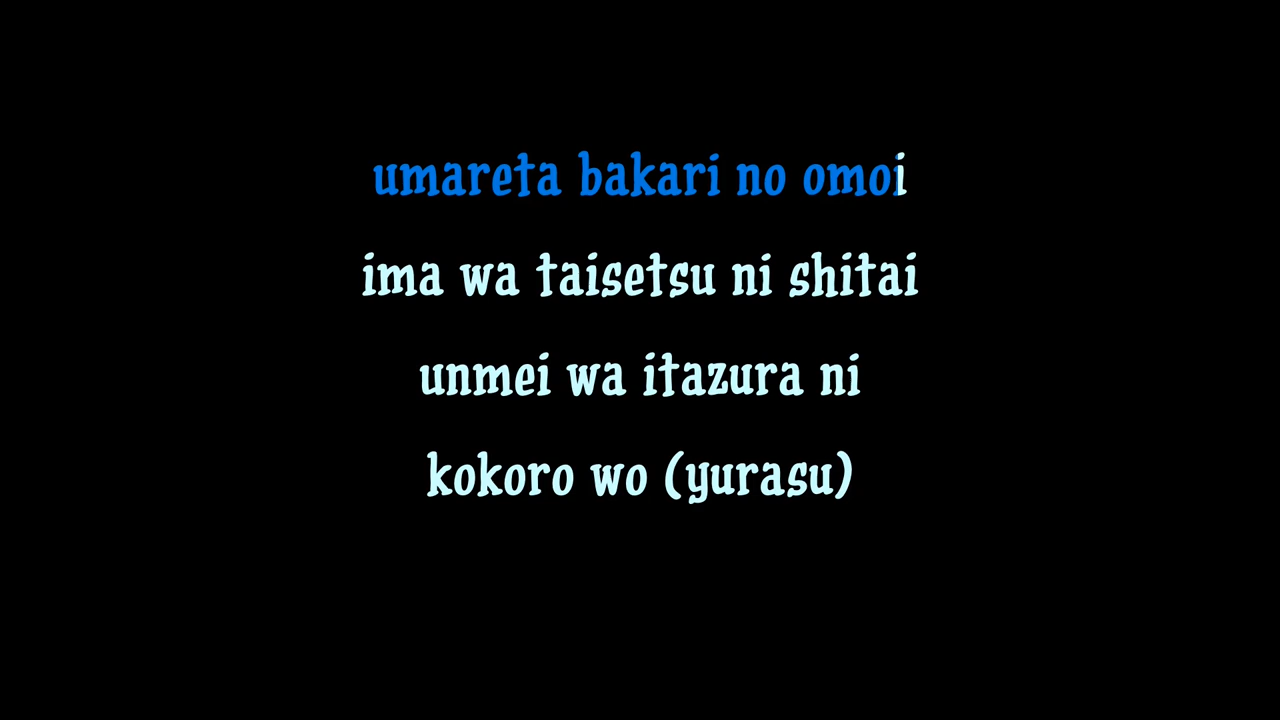 umareta bakari no omoi
ima wa taisetsu ni shitai
unmei wa itazura ni
kokoro wo (yurasu)